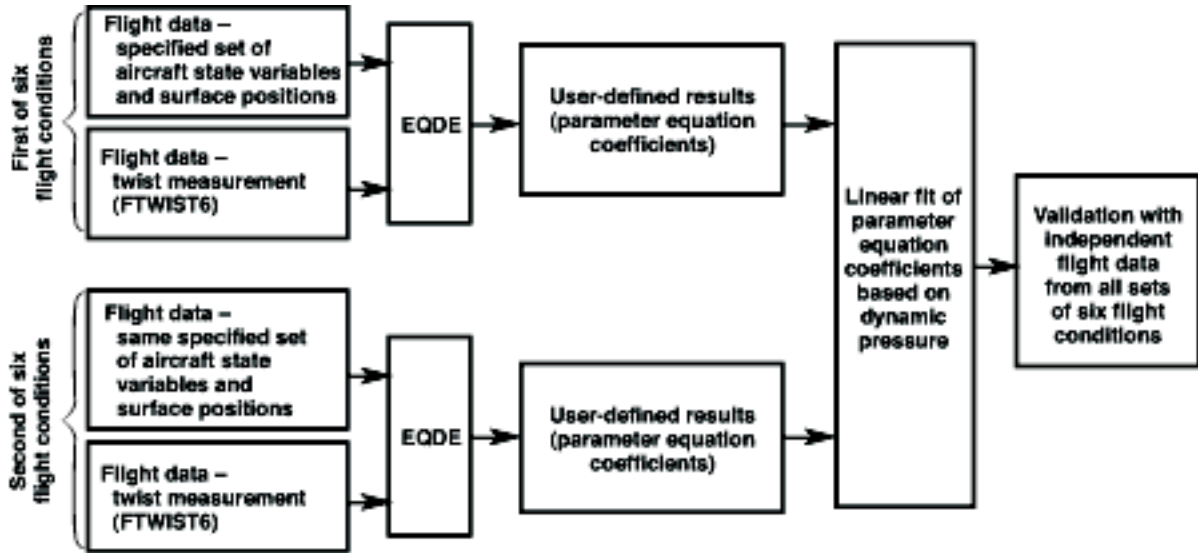 First of six
flight conditions
Flight data –
specified set of
aircraft state variables
and surface positions
Flight data –
twist measurement
(FTWIST6)
EQDE
User-defined results
(parameter equation
coefficients)
Second of six
flight conditions
Flight data –
same specified set
of aircraft state
variables and
surface positions
Flight data –
twist measurement
(FTWIST6)
EQDE
User-defined results
(parameter equation
coefficients)
Linear fit of
parameter
equation
coefficients
based on
dynamic
pressure
Validation with
independent
flight data
from all sets
of six flight
conditions